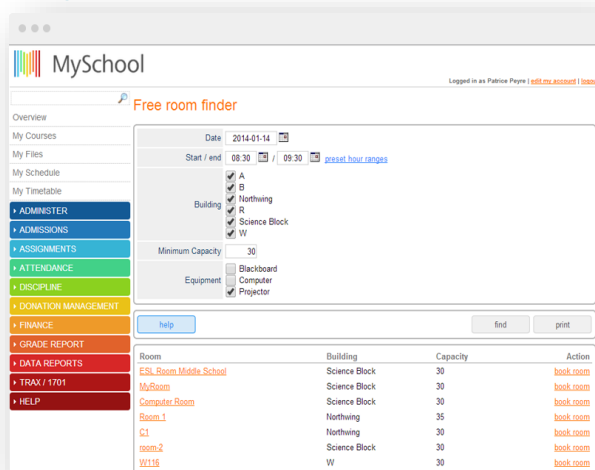 MySchool
Logged in as Patrice Peyre | edit my account | logou
Free room finder
Overview
My Courses
My Files
My Schedule
My Timetable
ADMINISTER
ADMISSIONS
ASSIGNMENTS
ATTENDANCE
DISCIPLINE
DONATION MANAGEMENT
FINANCE
GRADE REPORT
DATA REPORTS
TRAX / 1701
HELP
Date 2014-01-14
Start / end 08:30 / 09:30 preset hour ranges
Building
A
B
Northwing
R
Science Block
W
Minimum Capacity 30
Equipment
Blackboard
Computer
Projector
help find print
Room Building Capacity Action
ESL Room Middle School Science Block 30 book room
MyRoom Science Block 30 book room
Computer Room Science Block 30 book room
Room 1 Northwing 35 book room
C1 Northwing 30 book room
room-2 Science Block 30 book room
W116 W 30 book room